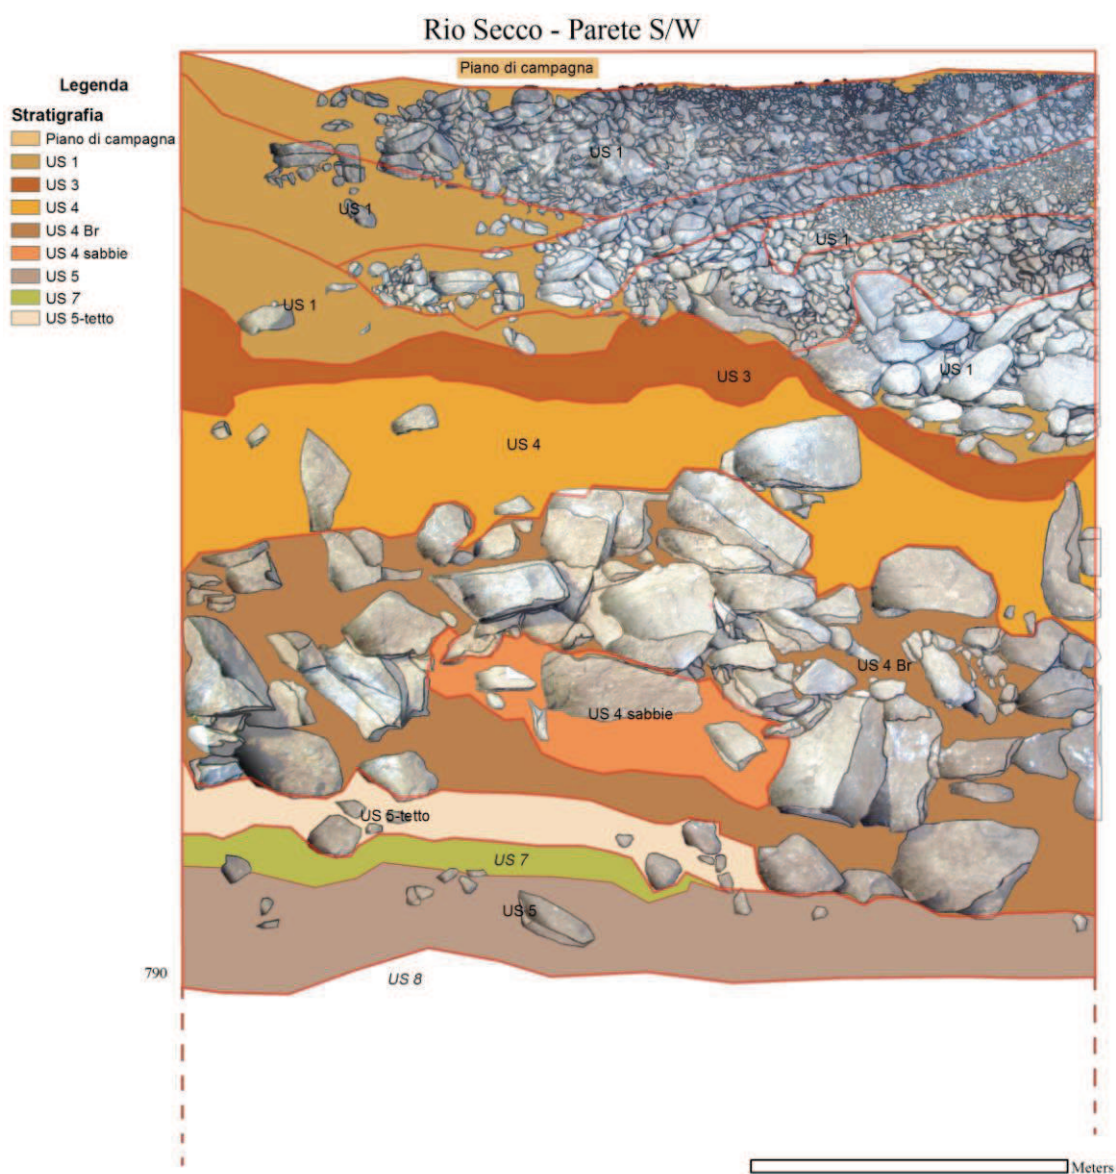 Rio Secco - Parete S/W
Legenda
Stratigrafia
Piano di campagna
US 1
US 3
US 4
US 4 Br
US 4 sabbie
US 5
US 7
US 5-tetto
Piano di campagna
US 1
US 1
US 1
US 1
US 1
US 3
US 4
US 4 Br
US 4 sabbie
US 5-tetto
US 7
US 5
790
US 8
Meters